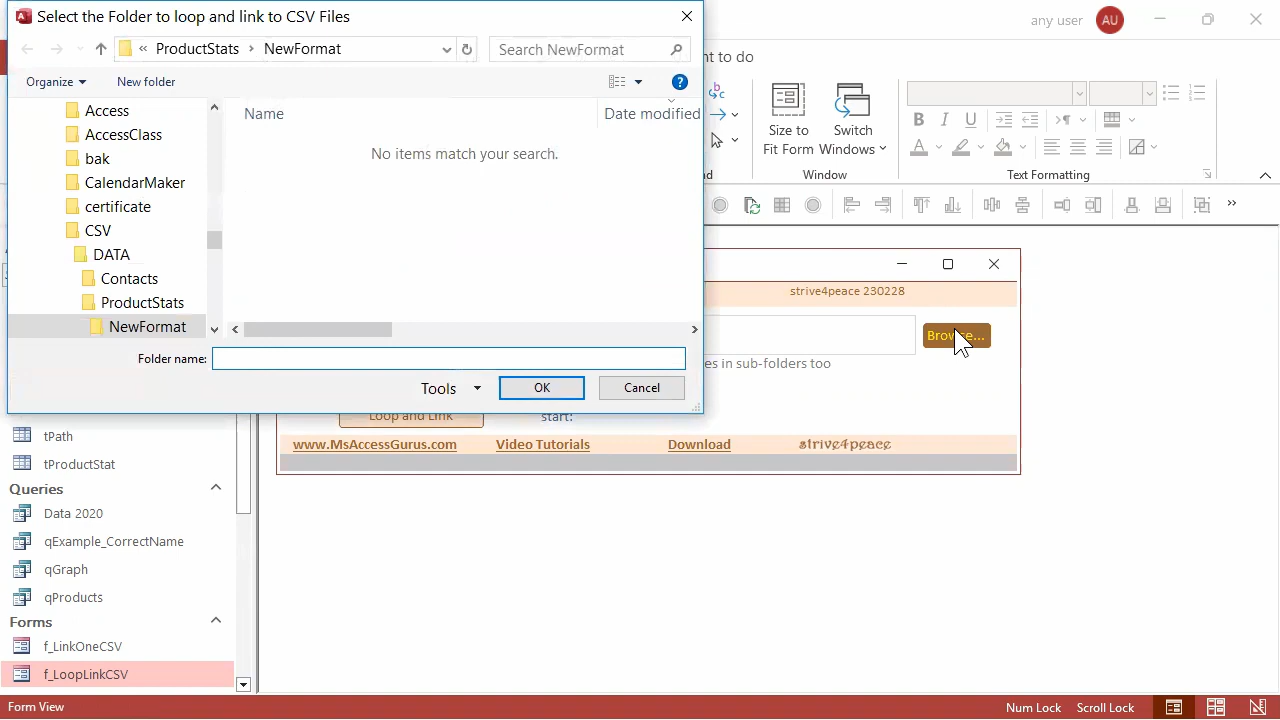 Select the Folder to loop and link to CSV Files
any user AU
« ProductStats › NewFormat
Search NewFormat
nt to do
Organize New folder
Access
AccessClass
bak
CalendarMaker
certificate
CSV
DATA
Contacts
ProductStats
NewFormat
Name Date modified
No items match your search.
Folder name:
Tools OK Cancel
Size to Fit Form
Switch Windows
nd Window Text Formatting
B I U
A
strive4peace 230228
Browse...
es in sub-folders too
Loop and Link start:
www.MsAccessGurus.com Video Tutorials Download strive4peace
tPath
tProductStat
Queries
Data 2020
qExample_CorrectName
qGraph
qProducts
Forms
f_LinkOneCSV
f_LoopLinkCSV
Form View Num Lock Scroll Lock